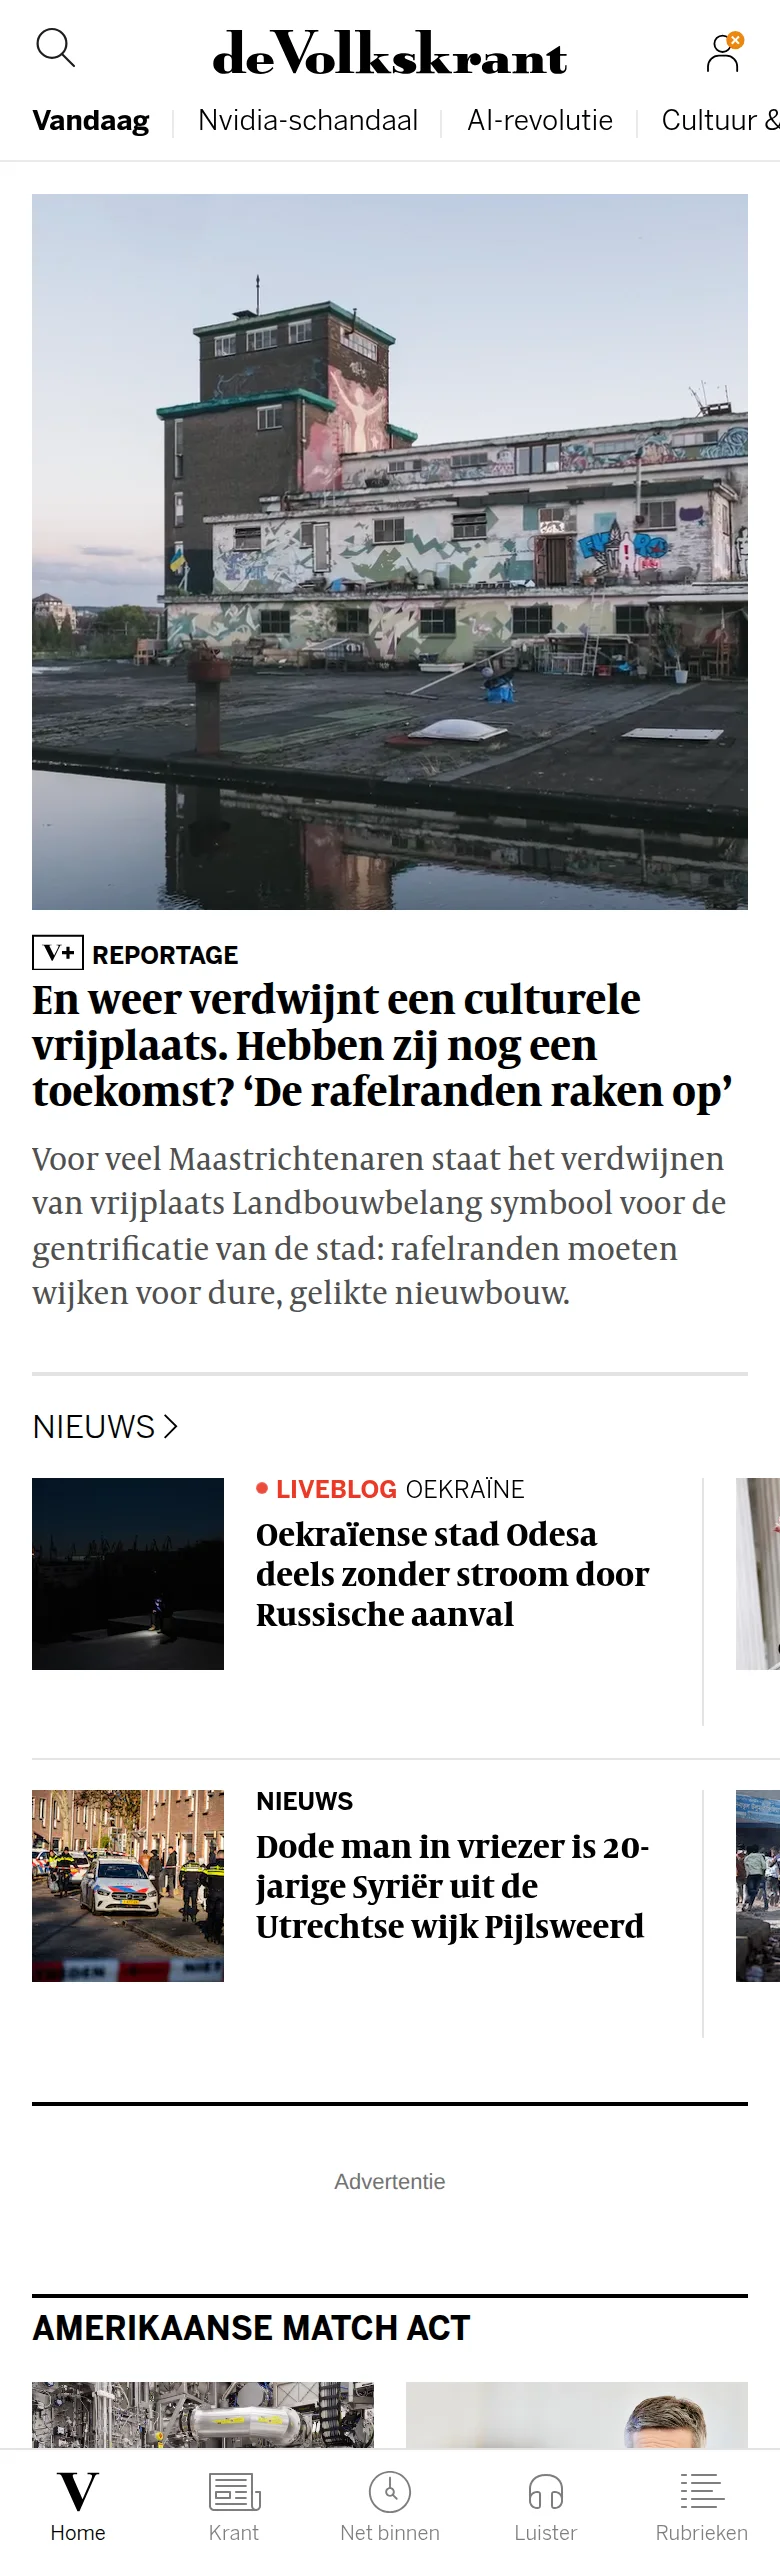 deVolkskrant
Vandaag Nvidia-schandaal AI-revolutie Cultuur &
V+ REPORTAGE
En weer verdwijnt een culturele
vrijplaats. Hebben zij nog een
toekomst? ‘De rafelranden raken op’
Voor veel Maastrichtenaren staat het verdwijnen
van vrijplaats Landbouwbelang symbool voor de
gentrificatie van de stad: rafelranden moeten
wijken voor dure, gelikte nieuwbouw.
NIEUWS
LIVEBLOG OEKRAÏNE
Oekraïense stad Odesa
deels zonder stroom door
Russische aanval
NIEUWS
Dode man in vriezer is 20-
jarige Syriër uit de
Utrechtse wijk Pijlsweerd
Advertentie
AMERIKAANSE MATCH ACT
V
Home Krant Net binnen Luister Rubrieken